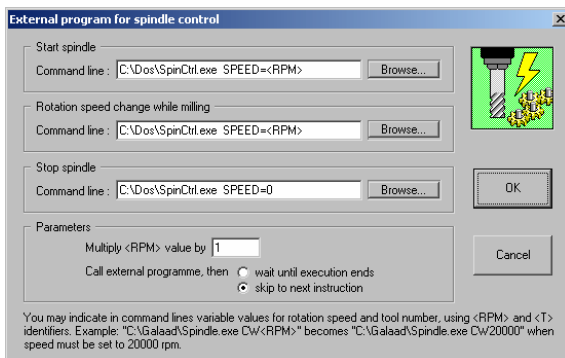 External program for spindle control
Start spindle
Command line : C:\Dos\SpinCtrl.exe SPEED=<RPM> Browse...
Rotation speed change while milling
Command line : C:\Dos\SpinCtrl.exe SPEED=<RPM> Browse...
Stop spindle
Command line : C:\Dos\SpinCtrl.exe SPEED=0 Browse...
OK
Parameters
Multiply <RPM> value by 1
Call external programme, then wait until execution ends
skip to next instruction
Cancel
You may indicate in command lines variable values for rotation speed and tool number, using <RPM> and <T>
identifiers. Example: "C:\Galaad\Spindle.exe CW<RPM>" becomes "C:\Galaad\Spindle.exe CW20000" when
speed must be set to 20000 rpm.